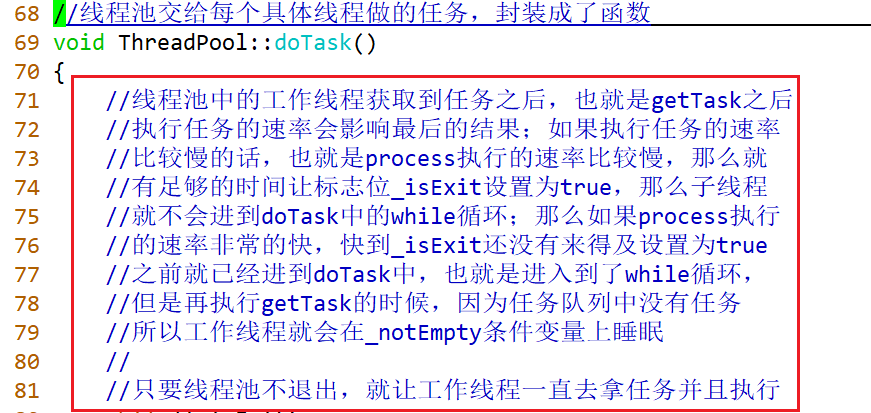 68 //线程池交给每个具体线程做的任务，封装成了函数
69 void ThreadPool::doTask()
70 {
71 //线程池中的工作线程获取到任务之后，也就是getTask之后
72 //执行任务的速率会影响最后的结果；如果执行任务的速率
73 //比较慢的话，也就是process执行的速率比较慢，那么就
74 //有足够的时间让标志位_isExit设置为true，那么子线程
75 //就不会进到doTask中的while循环；那么如果process执行
76 //的速率非常的快，快到_isExit还没有来得及设置为true
77 //之前就已经进到doTask中，也就是进入到了while循环，
78 //但是再执行getTask的时候，因为任务队列中没有任务
79 //所以工作线程就会在_notEmpty条件变量上睡眠
80 //
81 //只要线程池不退出，就让工作线程一直去拿任务并且执行